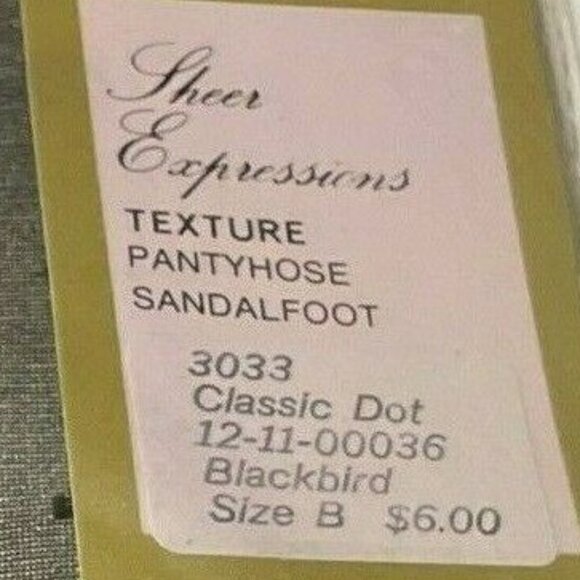 Sheer
Expressions
TEXTURE
PANTYHOSE
SANDALFOOT
3033
Classic Dot
12-11-00036
Blackbird
Size B $6.00